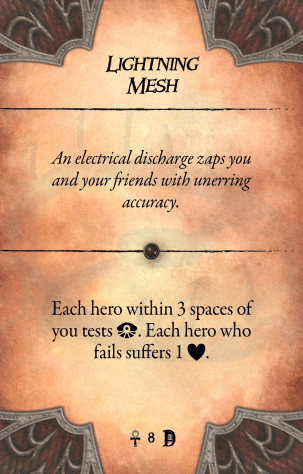 Lightning
Mesh
An electrical discharge zaps you
and your friends with unerring
accuracy.
Each hero within 3 spaces of
you tests . Each hero who
fails suffers 1 .
8